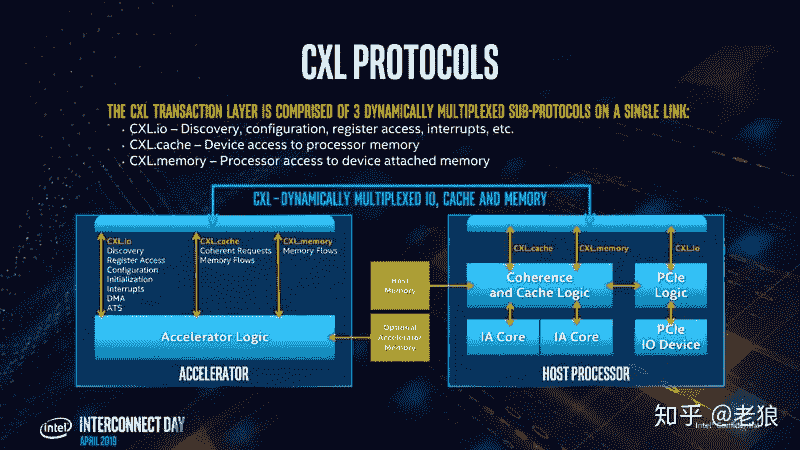 CXL PROTOCOLS
THE CXL TRANSACTION LAYER IS COMPRISED OF 3 DYNAMICALLY MULTIPLEXED SUB-PROTOCOLS ON A SINGLE LINK:
· CXL.io – Discovery, configuration, register access, interrupts, etc.
· CXL.cache – Device access to processor memory
· CXL.memory – Processor access to device attached memory
CXL – DYNAMICALLY MULTIPLEXED IO, CACHE AND MEMORY
CXL.io
Discovery
Register Access
Configuration
Initialization
Interrupts
DMA
ATS
CXL.cache
Coherent Requests
Memory Flows
CXL.memory
Memory Flows
Accelerator Logic
ACCELERATOR
Host
Memory
Optional
Accelerator
Memory
CXL.cache
CXL.memory
CXL.io
Coherence
and Cache Logic
PCIe
Logic
IA Core
IA Core
PCIe
IO Device
HOST PROCESSOR
intel
INTERCONNECT DAY
APRIL 2019
Intel Confidential
知乎 @老狼